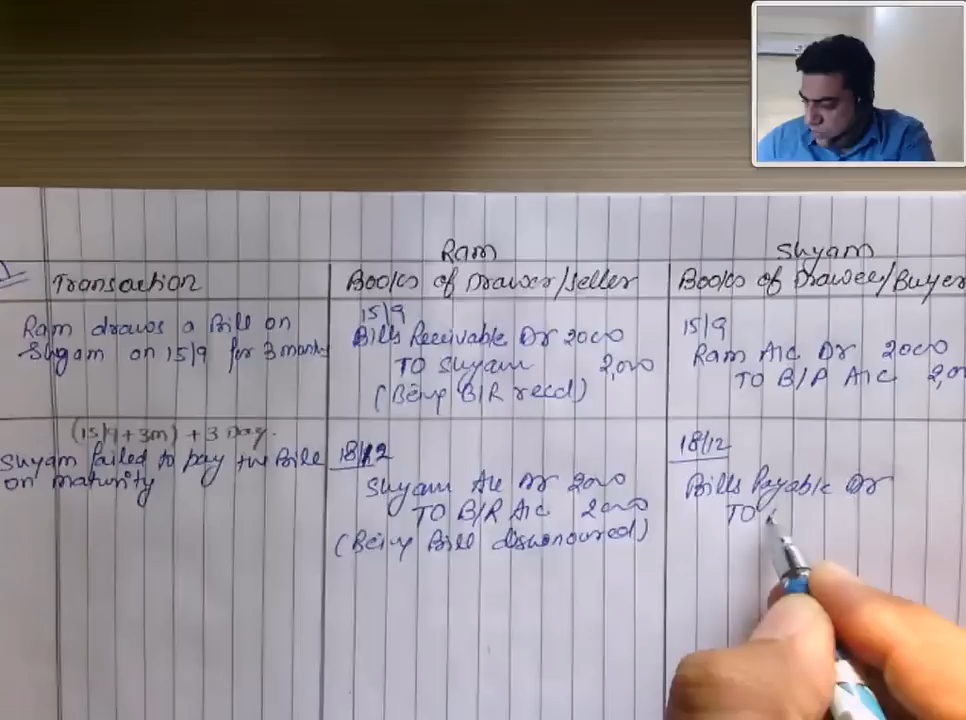 Ram
Shyam
Transaction
Books of Drawer/Seller
Books of Drawee/Buyer
Ram draws a Bill on
Shyam on 15/9 for 3 months
15/9
Bills Receivable Dr 2000
TO Shyam 2,000
(Being B/R recd)
15/9
Ram A/c Dr 2000
TO B/P A/c 2,0
(15/9 + 3m) + 3 Day.
Shyam failed to pay the Bill
on maturity
18/12
Shyam A/c Dr 2000
TO B/R A/c 2000
(Being Bill dishonoured)
18/12
Bills Payable Dr
TO